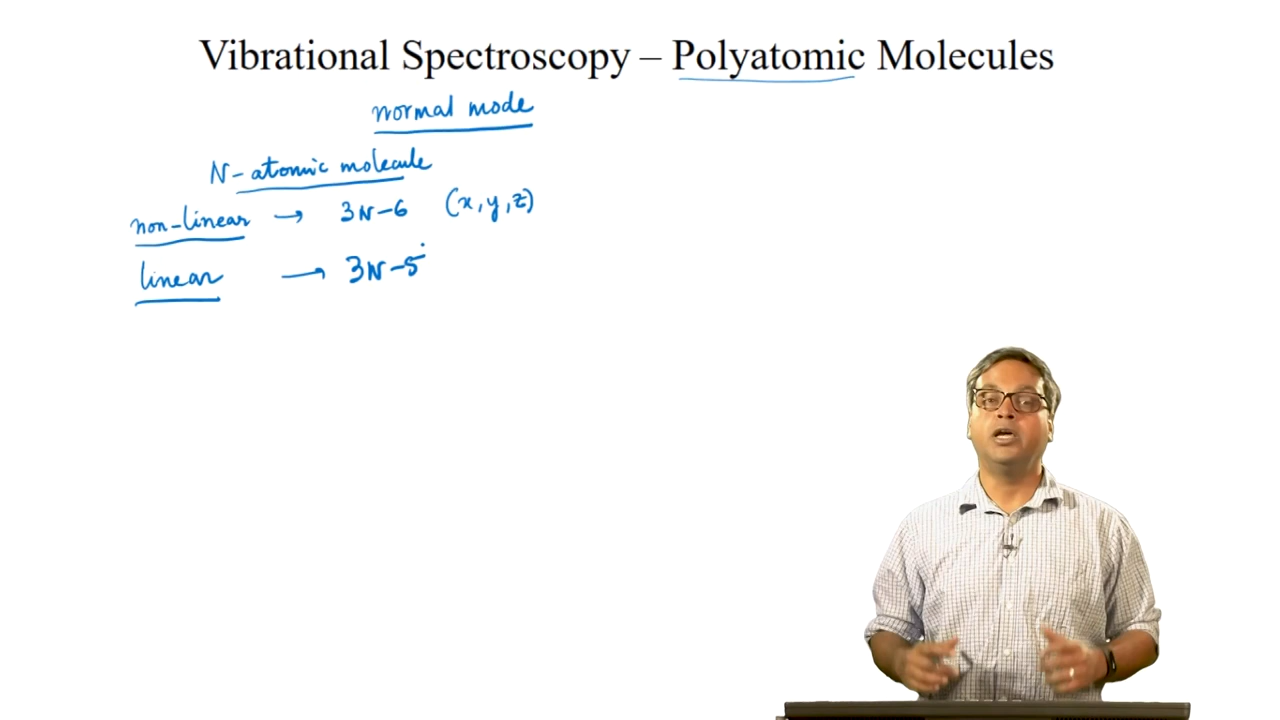 Vibrational Spectroscopy – Polyatomic Molecules
normal mode
N-atomic molecule
non-linear → 3N-6 (x, y, z)
linear → 3N-5